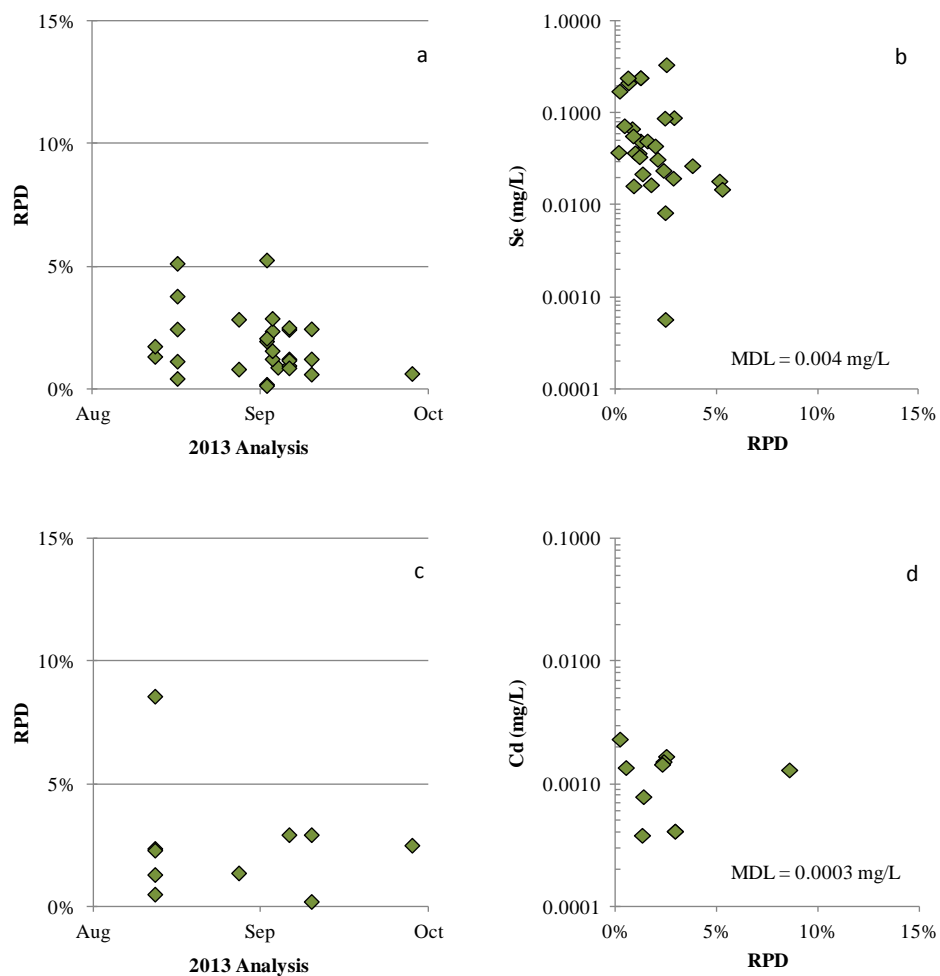 15%
10%
5%
0%
RPD
a
Aug Sep Oct
2013 Analysis
1.0000
0.1000
0.0100
0.0010
0.0001
Se (mg/L)
b
MDL = 0.004 mg/L
0% 5% 10% 15%
RPD
15%
10%
5%
0%
RPD
c
Aug Sep Oct
2013 Analysis
0.1000
0.0100
0.0010
0.0001
Cd (mg/L)
d
MDL = 0.0003 mg/L
0% 5% 10% 15%
RPD